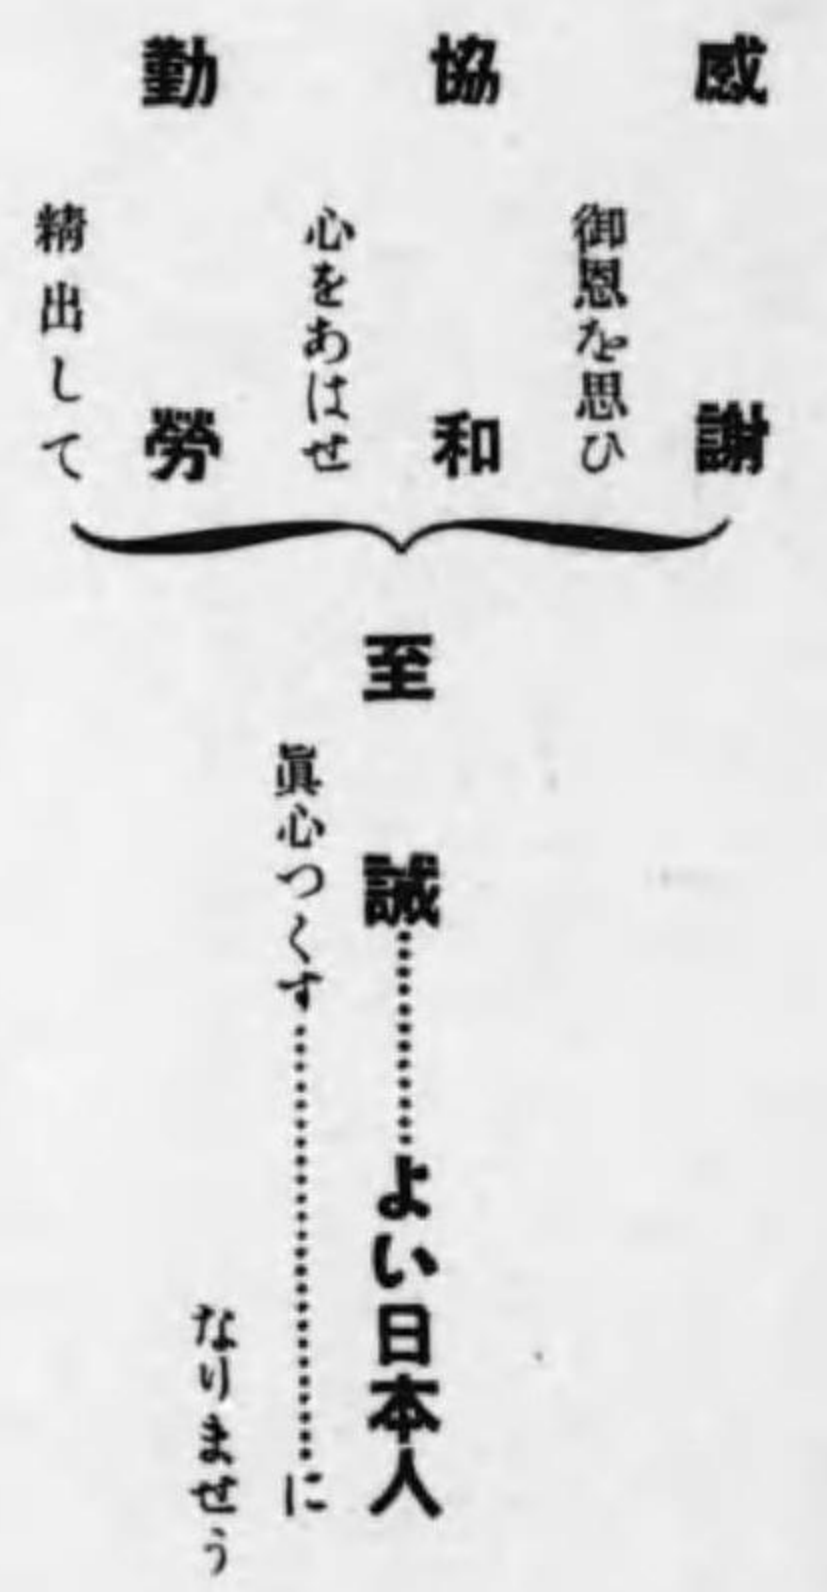 感謝
御恩を思ひ
協和
心をあはせ
勤勞
精出して
至誠…………よい日本人
眞心つくす……………………に
なりませう